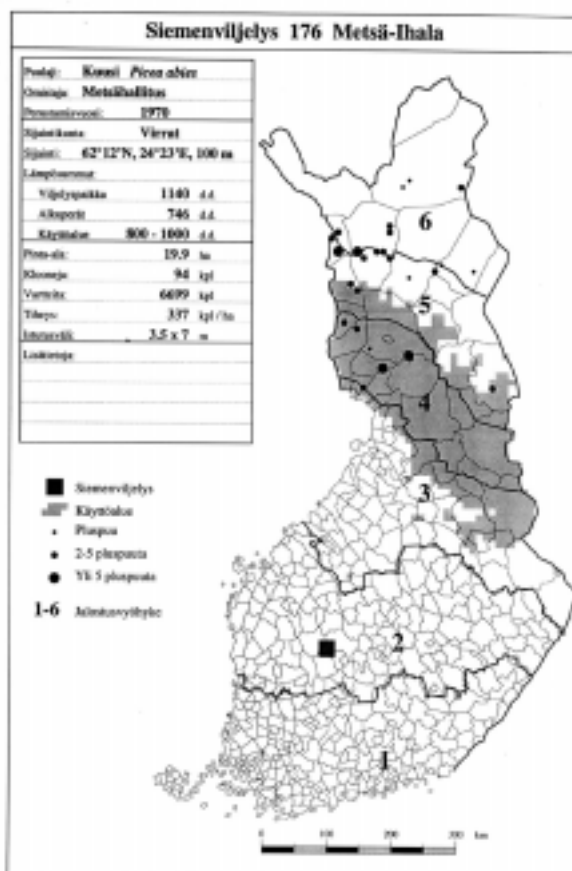 Siemenviljelys 176 Metsä-Ihala
Puulaji: Kuusi Picea abies
Omistaja: Metsähallitus
Perustamisvuosi: 1970
Sijaintikunta: Virrat
Sijainti: 62°12'N, 24°23'E, 100 m
Lämpösummat
Viljelypaikka 1140 d.d.
Alkuperä 746 d.d.
Käyttöalue 800 - 1000 d.d.
Pinta-ala: 19.9 ha
Klooneja: 94 kpl
Vartteita: 6699 kpl
Tiheys: 337 kpl / ha
Istutusväli: 3.5 x 7 m
Lisätietoja:
6
5
4
3
2
1
Siemenviljelys
Käyttöalue
Pluspuu
2-5 pluspuuta
Yli 5 pluspuuta
1-6 Jalostusvyöhyke
0 100 200 300 km